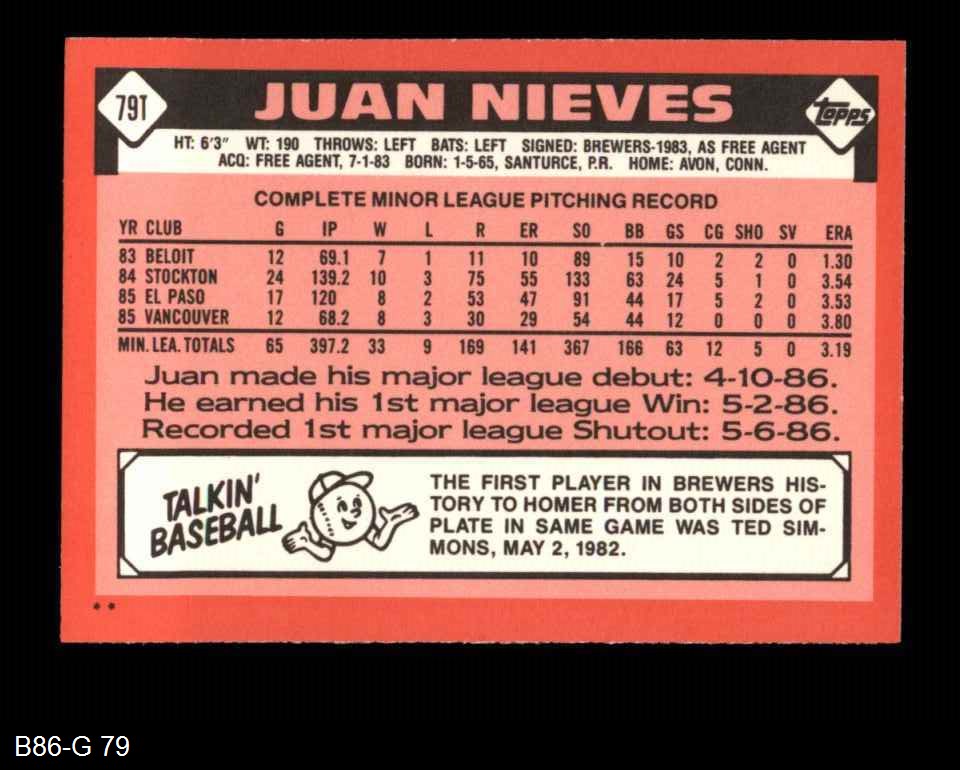 79T
JUAN NIEVES
topps
HT: 6'3" WT: 190 THROWS: LEFT BATS: LEFT SIGNED: BREWERS-1983, AS FREE AGENT
ACQ: FREE AGENT, 7-1-83 BORN: 1-5-65, SANTURCE, P.R. HOME: AVON, CONN.
COMPLETE MINOR LEAGUE PITCHING RECORD
YR CLUB G IP W L R ER SO BB GS CG SHO SV ERA
83 BELOIT 12 69.1 7 1 11 10 89 15 10 2 2 0 1.30
84 STOCKTON 24 139.2 10 3 75 55 133 63 24 5 1 0 3.54
85 EL PASO 17 120 8 2 53 47 91 44 17 5 2 0 3.53
85 VANCOUVER 12 68.2 8 3 30 29 54 44 12 0 0 0 3.80
MIN. LEA. TOTALS 65 397.2 33 9 169 141 367 166 63 12 5 0 3.19
Juan made his major league debut: 4-10-86.
He earned his 1st major league Win: 5-2-86.
Recorded 1st major league Shutout: 5-6-86.
TALKIN'
BASEBALL
THE FIRST PLAYER IN BREWERS HIS-
TORY TO HOMER FROM BOTH SIDES OF
PLATE IN SAME GAME WAS TED SIM-
MONS, MAY 2, 1982.
**
B86-G 79